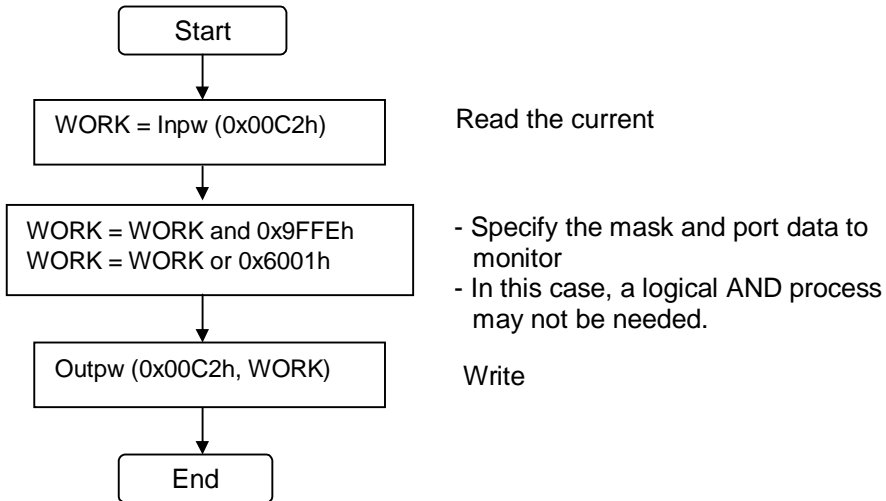 Start
WORK = Inpw (0x00C2h)
Read the current
WORK = WORK and 0x9FFEh
WORK = WORK or 0x6001h
- Specify the mask and port data to
monitor
- In this case, a logical AND process
may not be needed.
Outpw (0x00C2h, WORK)
Write
End